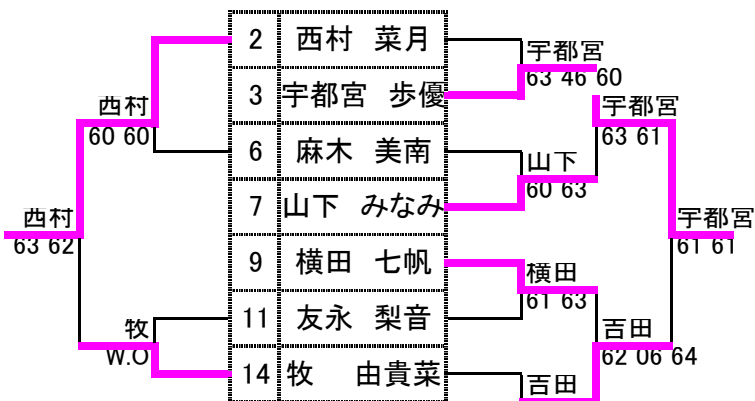 2 西村 菜月
宇都宮
63 46 60
3 宇都宮 歩優
西村
60 60
宇都宮
63 61
6 麻木 美南
山下
60 63
7 山下 みなみ
西村
63 62
宇都宮
61 61
9 横田 七帆
横田
61 63
11 友永 梨音
牧
W.O
吉田
62 06 64
14 牧 由貴菜
吉田